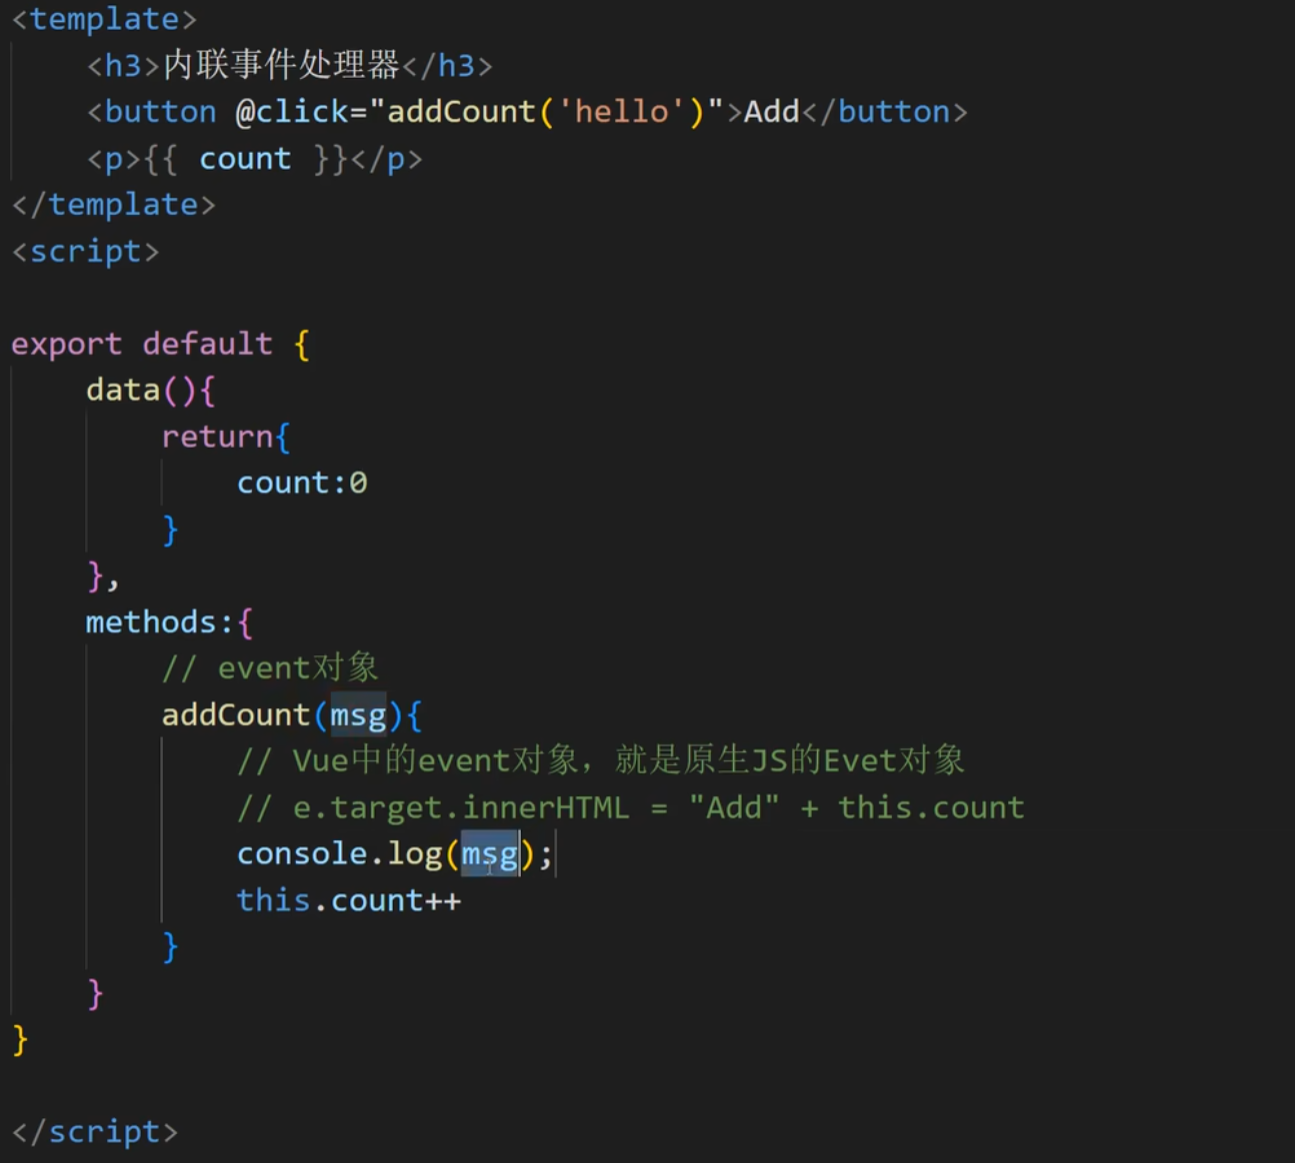 <template>
    <h3>内联事件处理器</h3>
    <button @click="addCount('hello')">Add</button>
    <p>{{ count }}</p>
</template>
<script>
export default {
    data(){
        return{
            count:0
        }
    },
    methods:{
        // event对象
        addCount(msg){
            // Vue中的event对象，就是原生JS的Evet对象
            // e.target.innerHTML = "Add" + this.count
            console.log(msg);
            this.count++
        }
    }
}
</script>